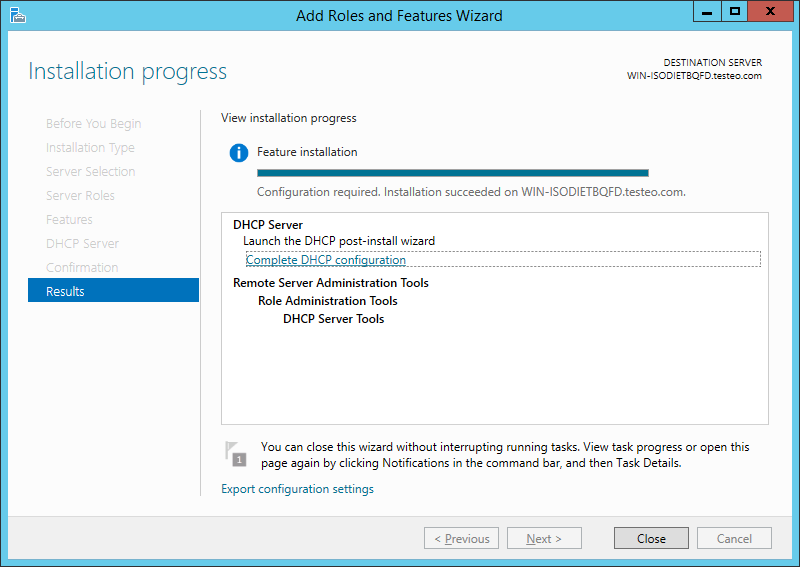 Add Roles and Features Wizard
Installation progress
DESTINATION SERVER
WIN-ISODIETBQFD.testeo.com
Before You Begin
Installation Type
Server Selection
Server Roles
Features
DHCP Server
Confirmation
Results
View installation progress
Feature installation
Configuration required. Installation succeeded on WIN-ISODIETBQFD.testeo.com.
DHCP Server
Launch the DHCP post-install wizard
Complete DHCP configuration
Remote Server Administration Tools
Role Administration Tools
DHCP Server Tools
1
You can close this wizard without interrupting running tasks. View task progress or open this
page again by clicking Notifications in the command bar, and then Task Details.
Export configuration settings
< Previous
Next >
Close
Cancel